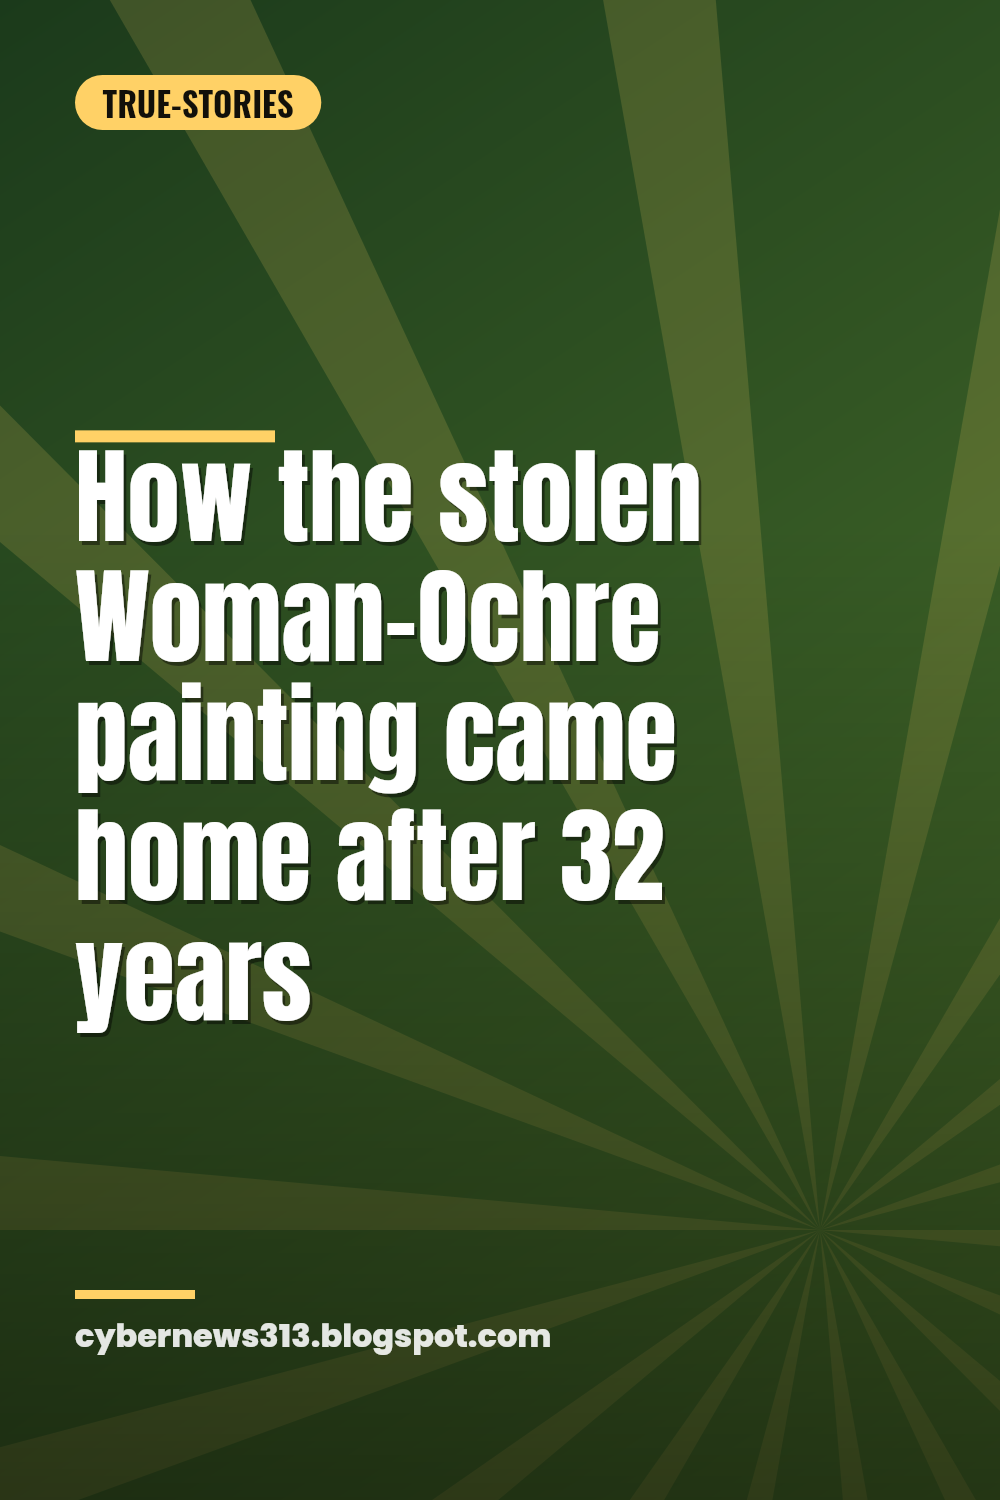 TRUE-STORIES
How the stolen
Woman-Ochre
painting came
home after 32
years
cybernews313.blogspot.com